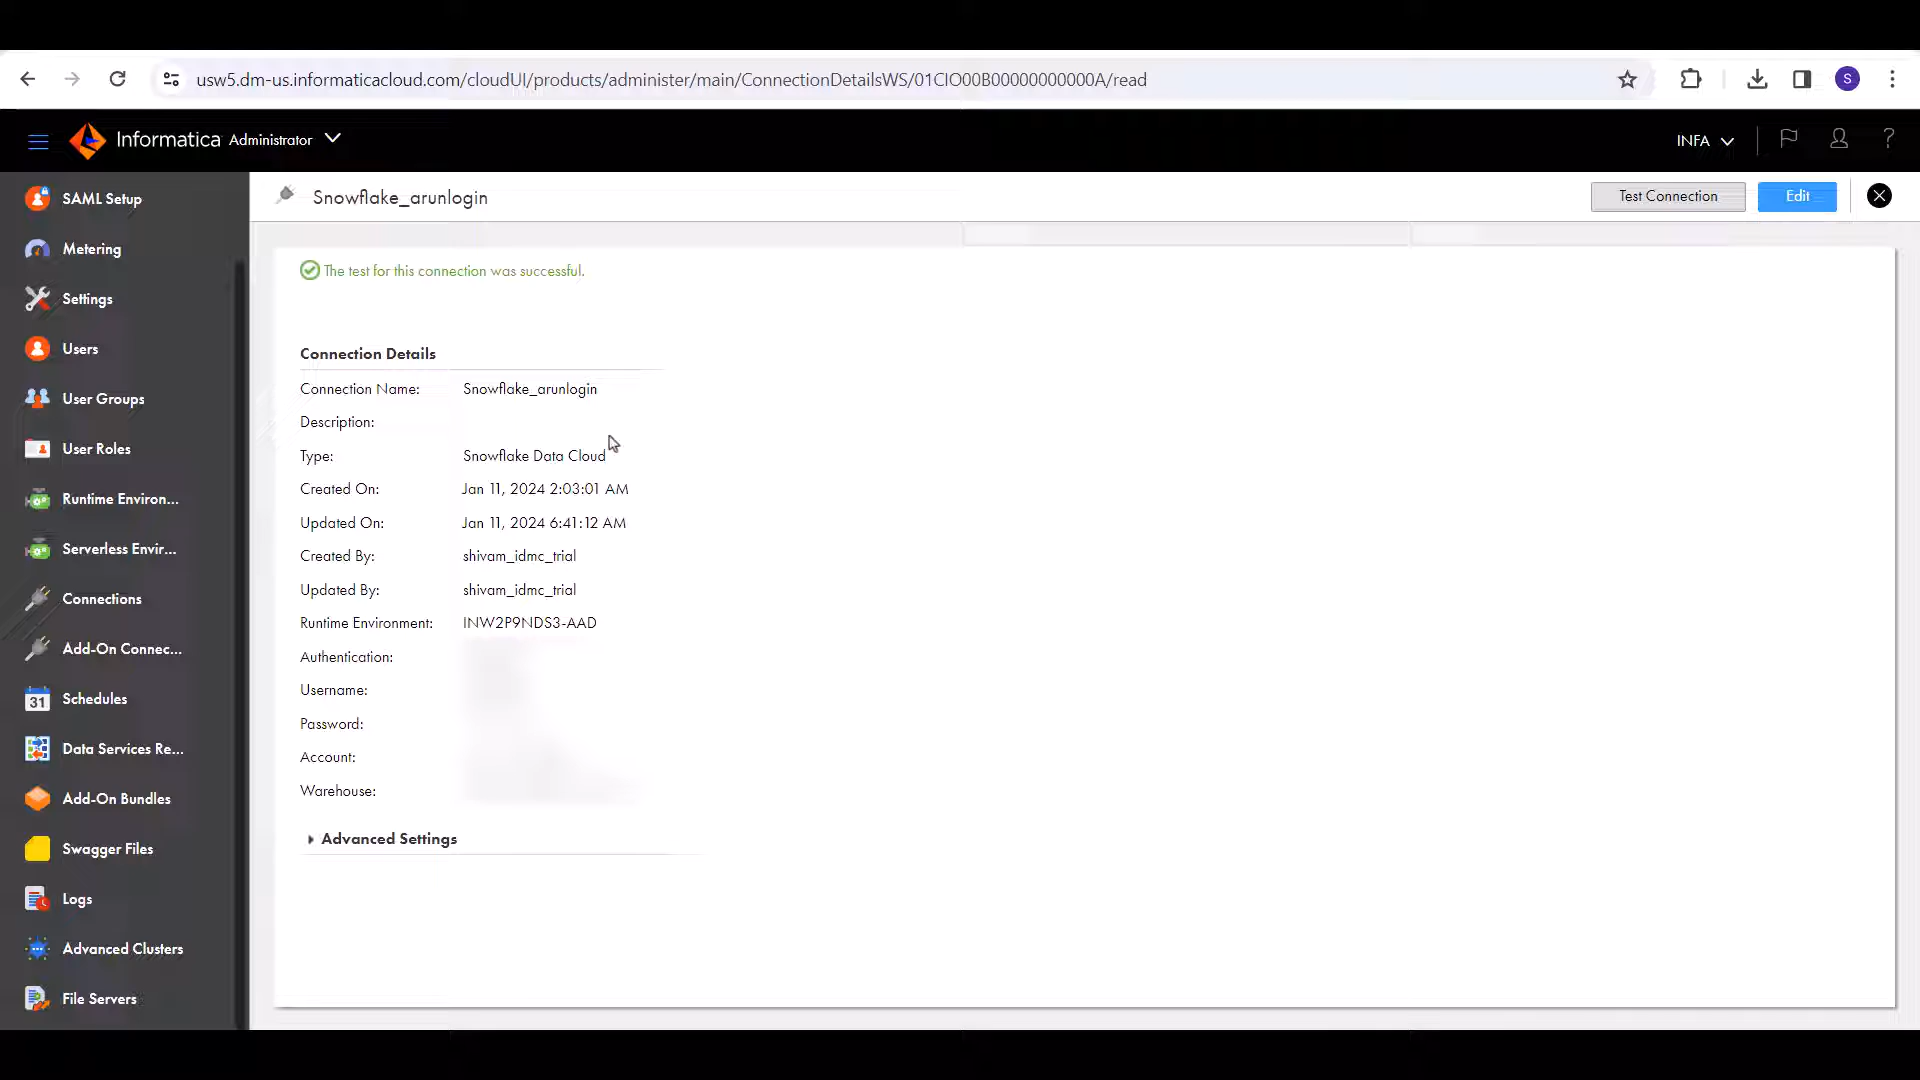 usw5.dm-us.informaticacloud.com/cloudUI/products/administer/main/ConnectionDetailsWS/01CIO00B00000000000A/read
S
Informatica Administrator
INFA
?
SAML Setup
Metering
Settings
Users
User Groups
User Roles
Runtime Environ...
Serverless Envir...
Connections
Add-On Connec...
31 Schedules
Data Services Re...
Add-On Bundles
Swagger Files
Logs
Advanced Clusters
File Servers
Snowflake_arunlogin
Test Connection
Edit
The test for this connection was successful.
Connection Details
Connection Name: Snowflake_arunlogin
Description:
Type: Snowflake Data Cloud
Created On: Jan 11, 2024 2:03:01 AM
Updated On: Jan 11, 2024 6:41:12 AM
Created By: shivam_idmc_trial
Updated By: shivam_idmc_trial
Runtime Environment: INW2P9NDS3-AAD
Authentication:
Username:
Password:
Account:
Warehouse:
Advanced Settings